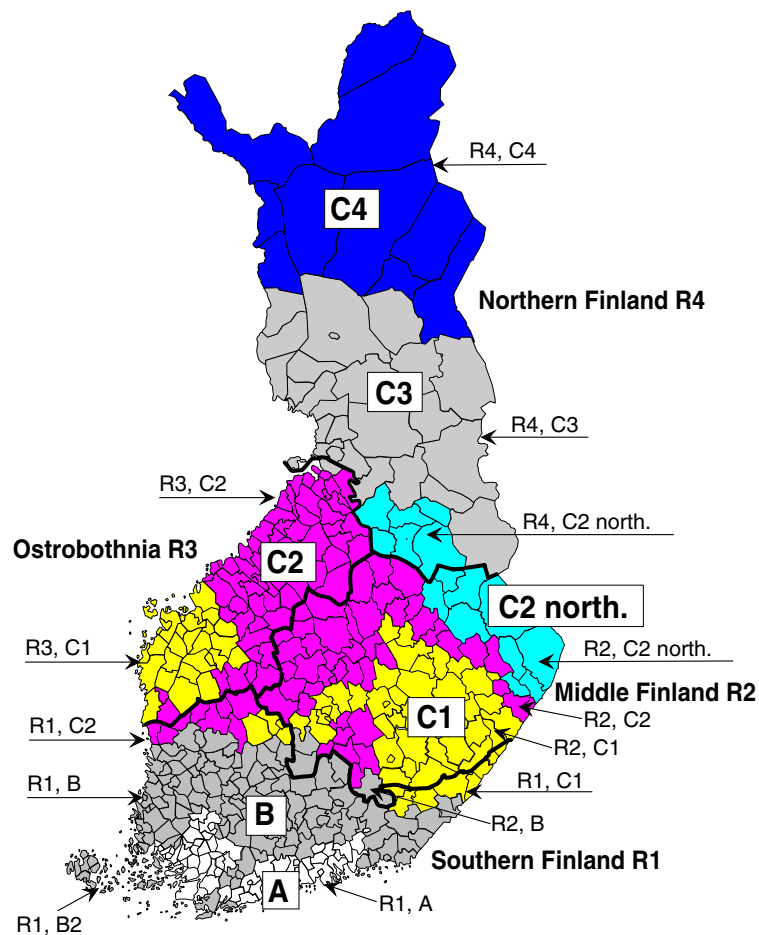 R4, C4
C4
Northern Finland R4
C3
R4, C3
R3, C2
R4, C2 north.
Ostrobothnia R3
C2
C2 north.
R3, C1
R2, C2 north.
Middle Finland R2
C1
R2, C2
R1, C2
R2, C1
R1, B
R1, C1
B
R2, B
Southern Finland R1
A
R1, A
R1, B2